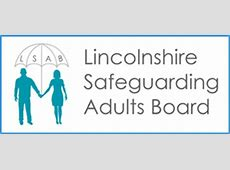 LSAB
Lincolnshire
Safeguarding
Adults Board